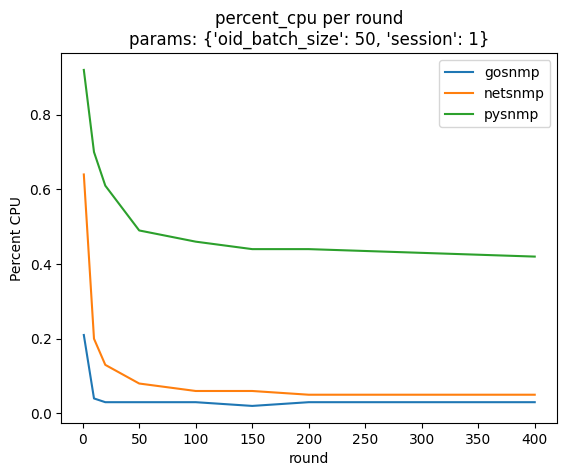 percent_cpu per round
params: {'oid_batch_size': 50, 'session': 1}
gosnmp
netsnmp
pysnmp
Percent CPU
0.8
0.6
0.4
0.2
0.0
0 50 100 150 200 250 300 350 400
round